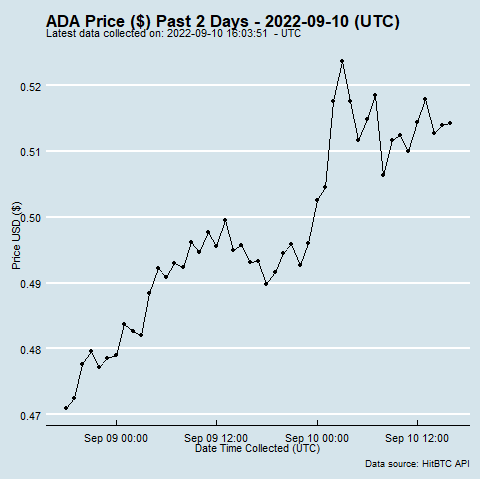 ADA Price ($) Past 2 Days - 2022-09-10 (UTC)
Latest data collected on: 2022-09-10 16:03:51  - UTC
0.52
0.51
0.50
0.49
0.48
0.47
Price USD ($)
Sep 09 00:00
Sep 09 12:00
Sep 10 00:00
Sep 10 12:00
Date Time Collected (UTC)
Data source: HitBTC API